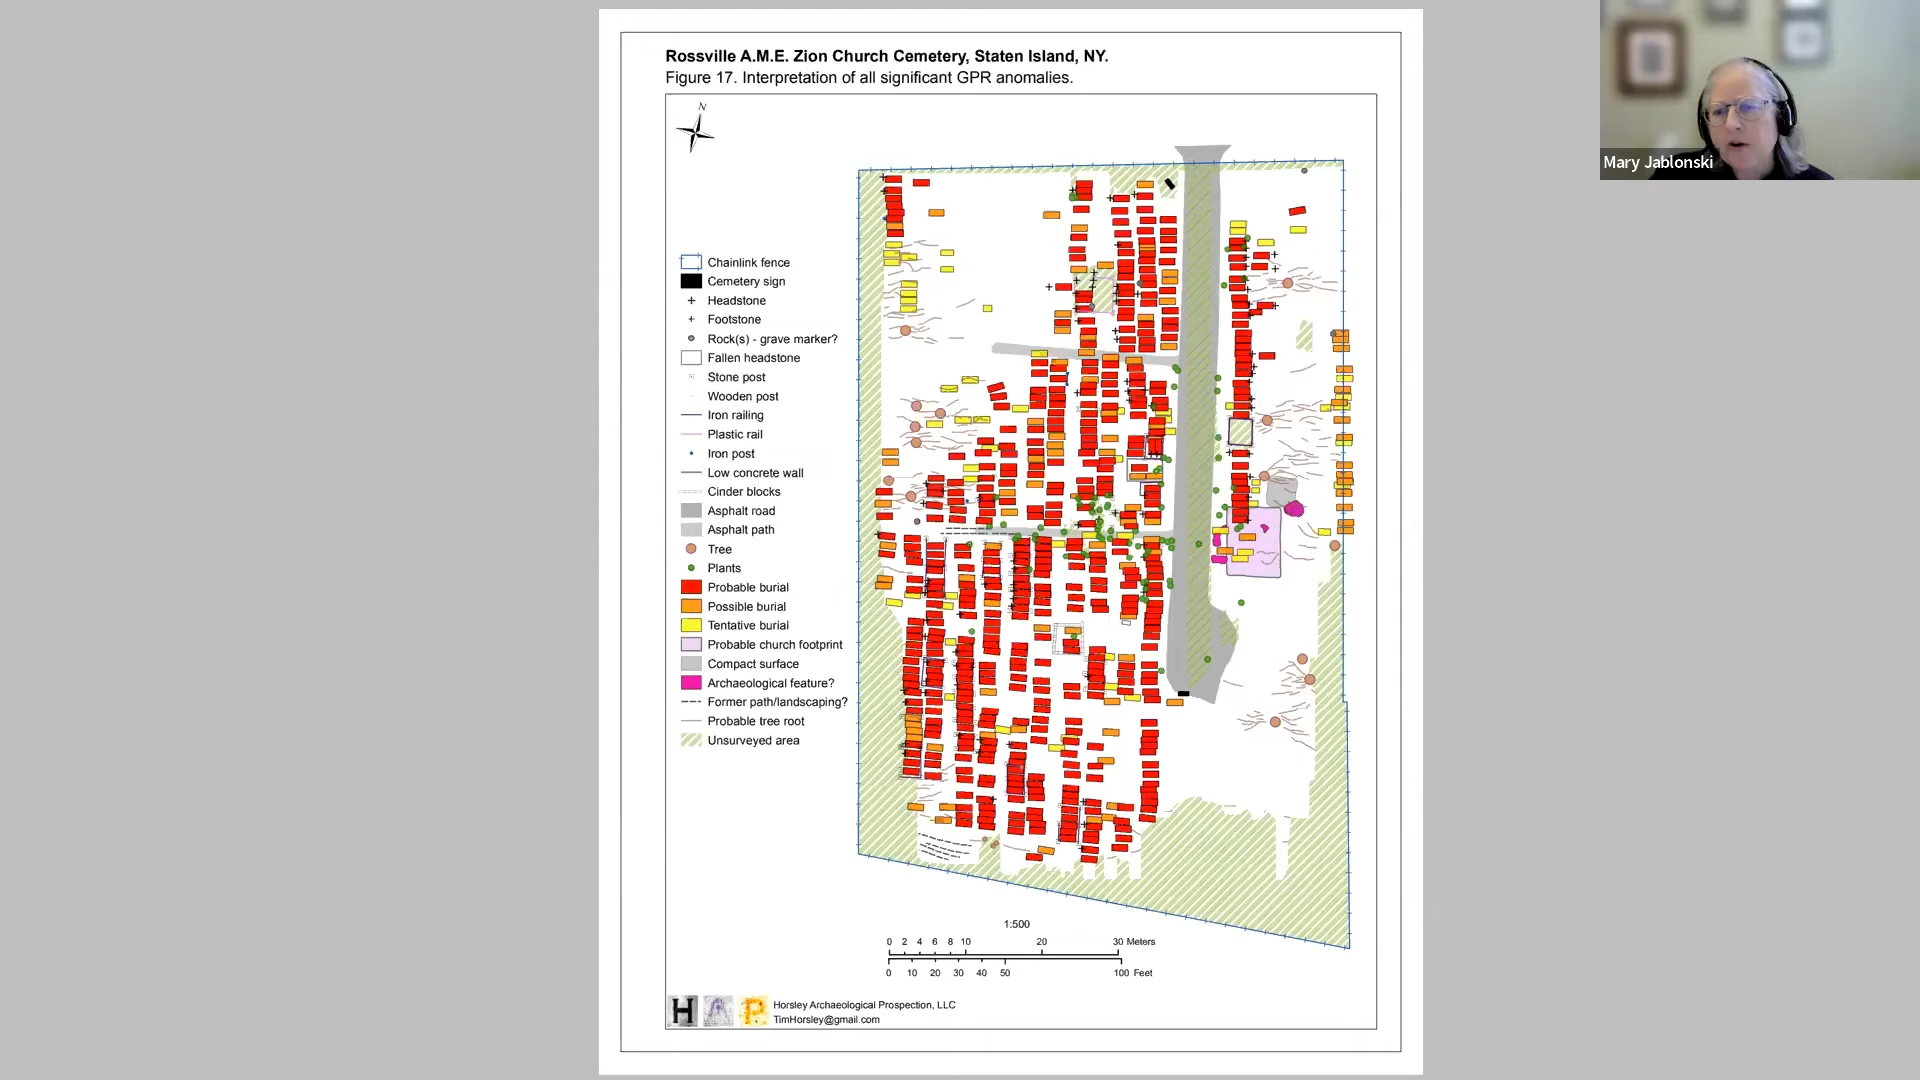 Rossville A.M.E. Zion Church Cemetery, Staten Island, NY.
Figure 17. Interpretation of all significant GPR anomalies.
N
Chainlink fence
Cemetery sign
Headstone
Footstone
Rock(s) - grave marker?
Fallen headstone
Stone post
Wooden post
Iron railing
Plastic rail
Iron post
Low concrete wall
Cinder blocks
Asphalt road
Asphalt path
Tree
Plants
Probable burial
Possible burial
Tentative burial
Probable church footprint
Compact surface
Archaeological feature?
Former path/landscaping?
Probable tree root
Unsurveyed area
1:500
0 2 4 6 8 10 20 30 Meters
0 10 20 30 40 50 100 Feet
H A P
Horsley Archaeological Prospection, LLC
TimHorsley@gmail.com
Mary Jablonski